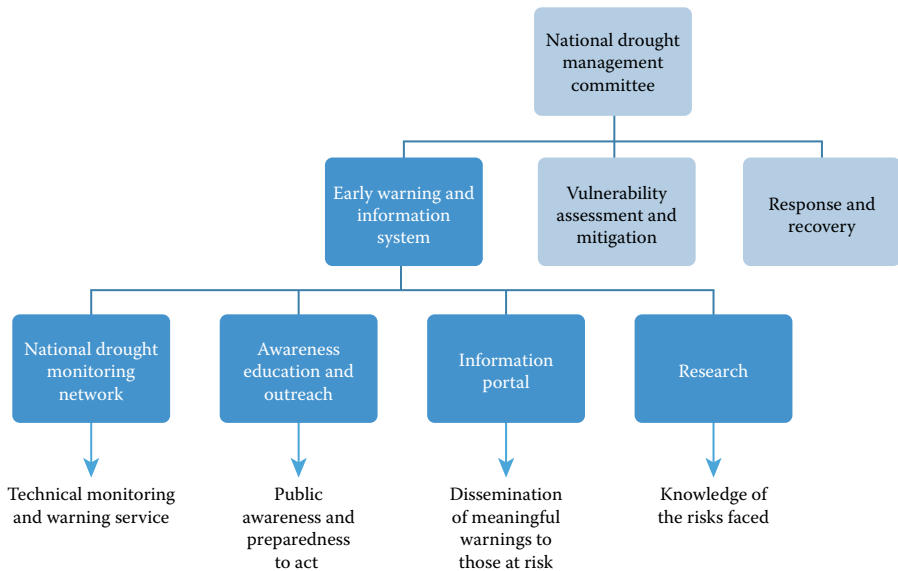 National drought
management
committee
Early warning and
information
system
Vulnerability
assessment and
mitigation
Response and
recovery
National drought
monitoring
network
Awareness
education and
outreach
Information
portal
Research
Technical monitoring
and warning service
Public
awareness and
preparedness
to act
Dissemination
of meaningful
warnings to
those at risk
Knowledge of
the risks faced